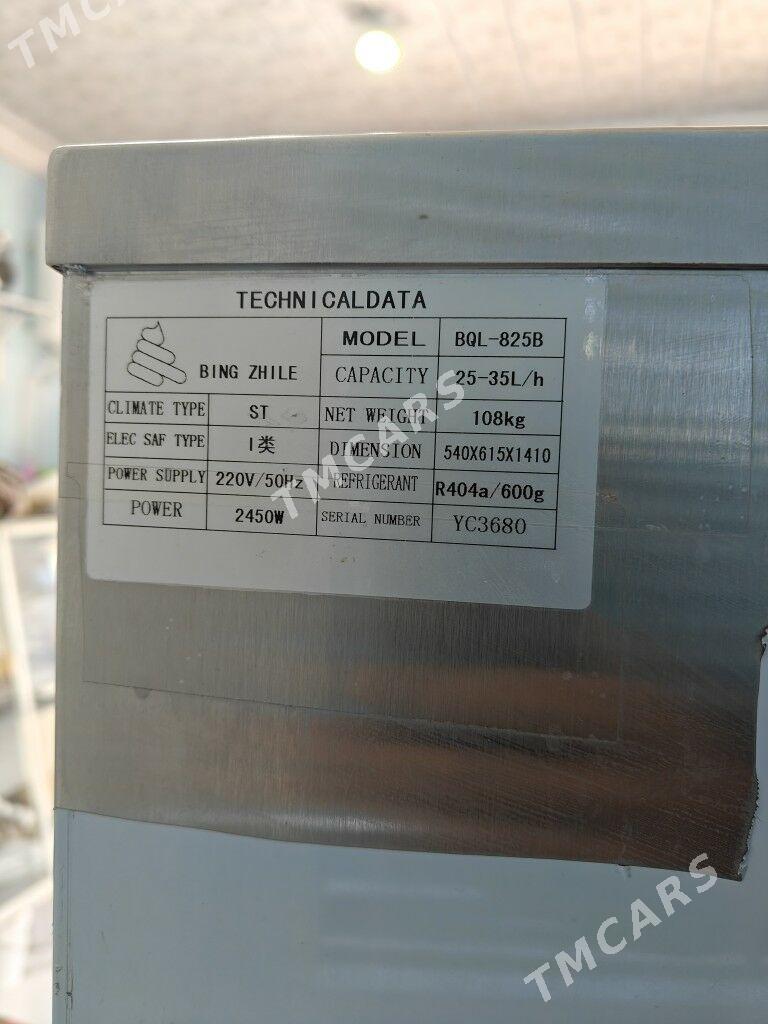 TMCARS
TECHNICALDATA
BING ZHILE
MODEL BQL-825B
CAPACITY 25-35L/h
CLIMATE TYPE ST NET WEIGHT 108kg
ELEC SAF TYPE I类 DIMENSION 540X615X1410
POWER SUPPLY 220V/50Hz REFRIGERANT R404a/600g
POWER 2450W SERIAL NUMBER YC3680
TMCARS
TMCARS